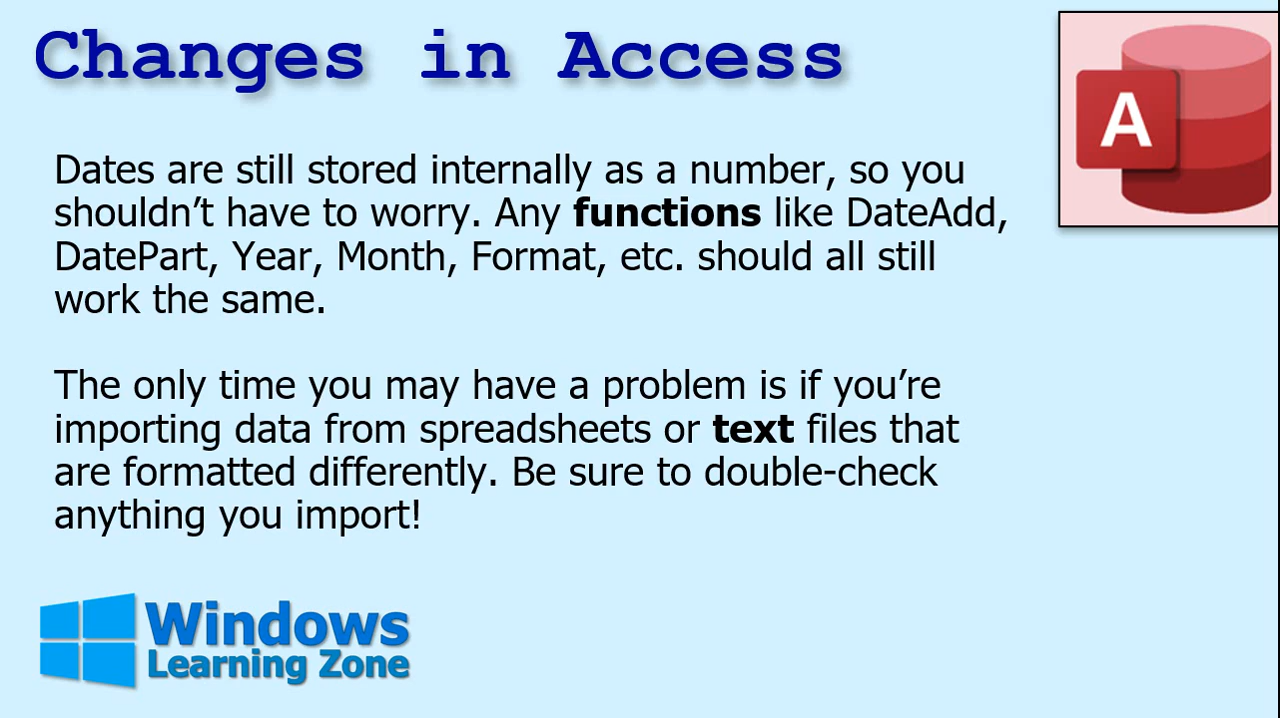 Changes in Access
A
Dates are still stored internally as a number, so you
shouldn't have to worry. Any functions like DateAdd,
DatePart, Year, Month, Format, etc. should all still
work the same.
The only time you may have a problem is if you're
importing data from spreadsheets or text files that
are formatted differently. Be sure to double-check
anything you import!
Windows
Learning Zone